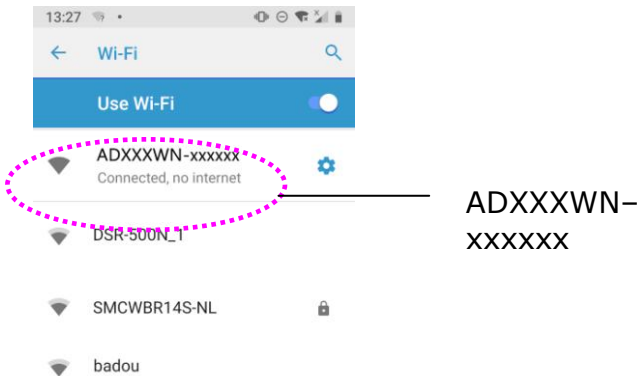 13:27
Wi-Fi
Use Wi-Fi
ADXXXWN-xxxxxx
Connected, no internet
ADXXXWN–
xxxxxx
DSR-500N_1
SMCWBR14S-NL
badou